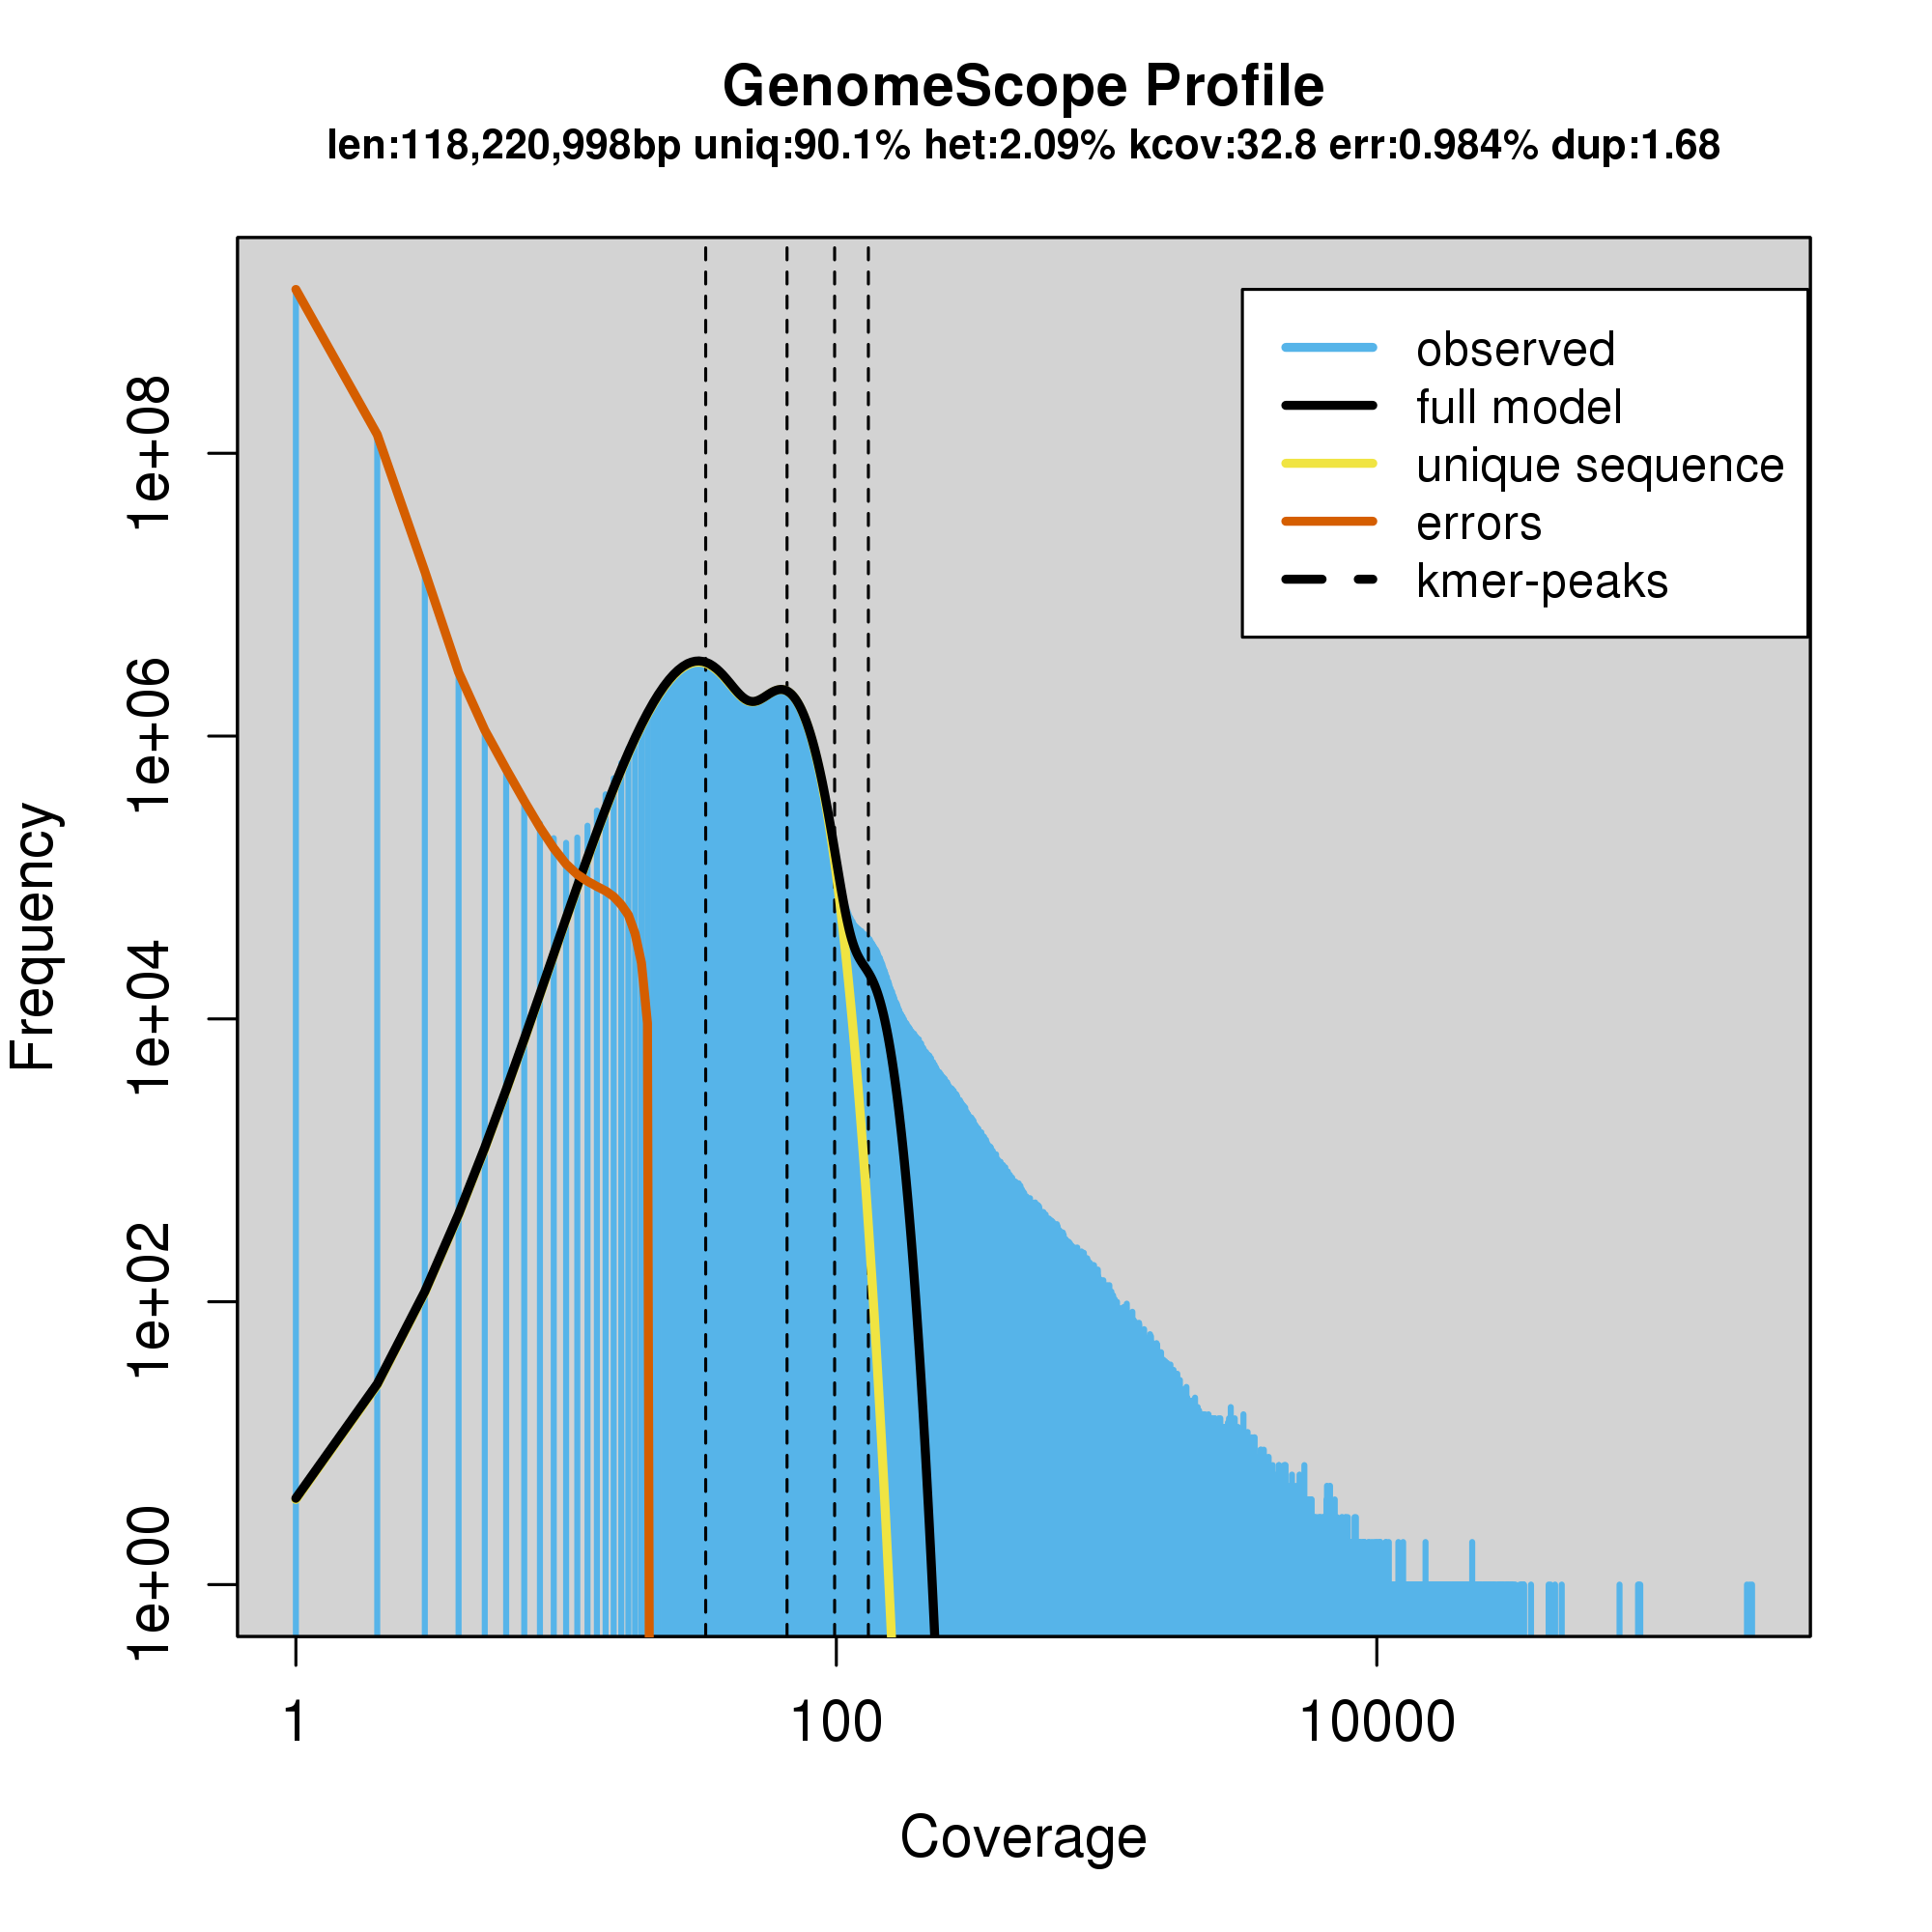 GenomeScope Profile
len:118,220,998bp uniq:90.1% het:2.09% kcov:32.8 err:0.984% dup:1.68
observed
full model
unique sequence
errors
kmer-peaks
Frequency
1e+08
1e+06
1e+04
1e+02
1e+00
1
100
10000
Coverage